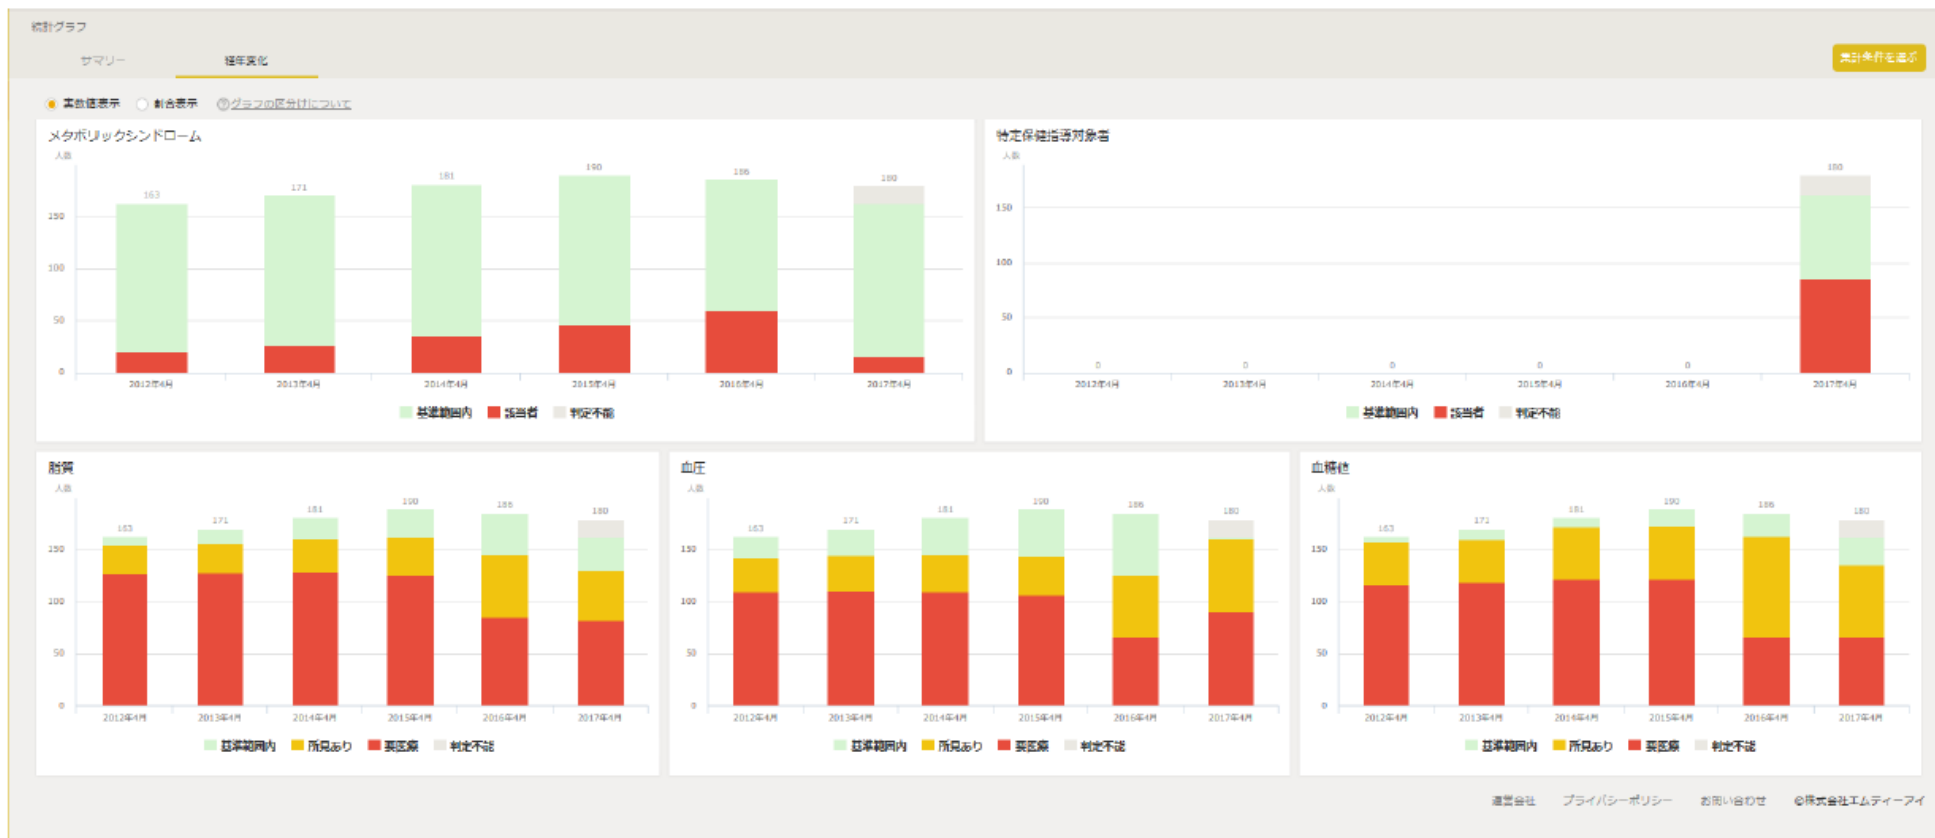 統計グラフ
サマリー 経年変化 集計条件を選ぶ
実数値表示 割合表示 ?グラフの区分けについて
メタボリックシンドローム
人数
163 171 181 190 186 180
150
100
50
0
2012年4月 2013年4月 2014年4月 2015年4月 2016年4月 2017年4月
基準範囲内 該当者 判定不能
特定保健指導対象者
人数
180
150
100
50
0 0 0 0 0
0
2012年4月 2013年4月 2014年4月 2015年4月 2016年4月 2017年4月
基準範囲内 該当者 判定不能
脂質
人数
163 171 181 190 186 180
150
100
50
0
2012年4月 2013年4月 2014年4月 2015年4月 2016年4月 2017年4月
基準範囲内 所見あり 要医療 判定不能
血圧
人数
163 171 181 190 186 180
150
100
50
0
2012年4月 2013年4月 2014年4月 2015年4月 2016年4月 2017年4月
基準範囲内 所見あり 要医療 判定不能
血糖値
人数
163 171 181 190 186 180
150
100
50
0
2012年4月 2013年4月 2014年4月 2015年4月 2016年4月 2017年4月
基準範囲内 所見あり 要医療 判定不能
運営会社 プライバシーポリシー お問い合わせ ©株式会社エムティーアイ